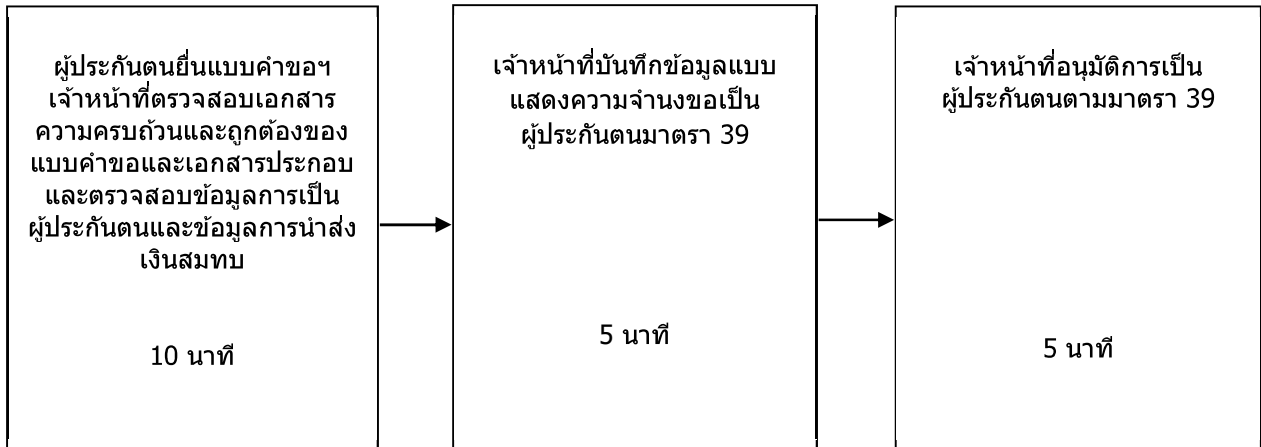 ผู้ประกันตนยื่นแบบคำขอฯ
เจ้าหน้าที่ตรวจสอบเอกสาร
ความครบถ้วนและถูกต้องของ
แบบคำขอและเอกสารประกอบ
และตรวจสอบข้อมูลการเป็น
ผู้ประกันตนและข้อมูลการนำส่ง
เงินสมทบ
10 นาที
เจ้าหน้าที่บันทึกข้อมูลแบบ
แสดงความจำนงขอเป็น
ผู้ประกันตนมาตรา 39
5 นาที
เจ้าหน้าที่อนุมัติการเป็น
ผู้ประกันตนตามมาตรา 39
5 นาที